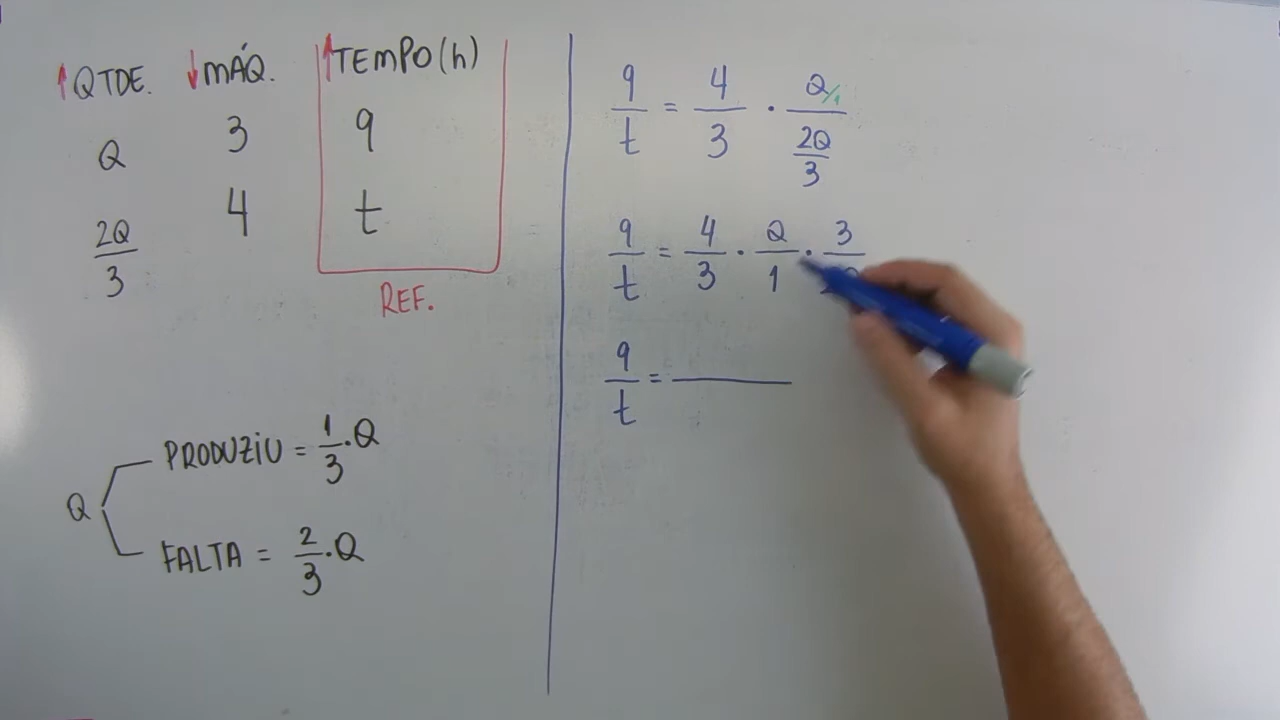 ↑QTDE. ↓MÁQ. ↑TEMPO(h)
Q 3 9
2Q/3 4 t
REF.
Q
PRODUZIU = 1/3 · Q
FALTA = 2/3 · Q
9/t = 4/3 · Q/1 / 2Q/3
9/t = 4/3 · Q/1 · 3/
9/t =